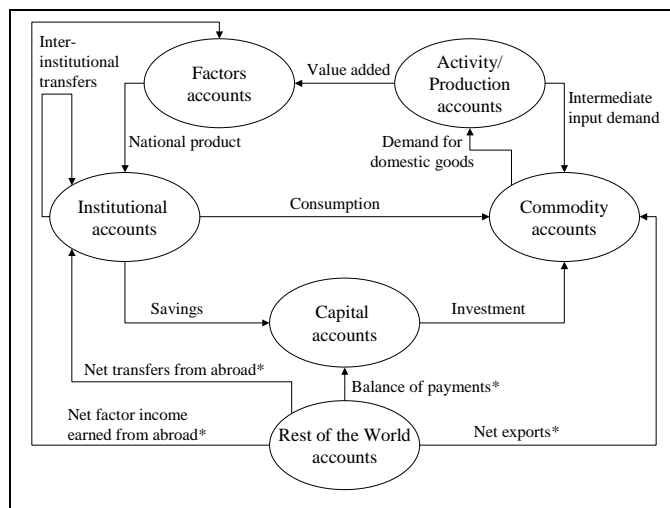 Inter-
institutional
transfers
Factors
accounts
Value added
Activity/
Production
accounts
Intermediate
input demand
National product
Demand for
domestic goods
Institutional
accounts
Consumption
Commodity
accounts
Savings
Capital
accounts
Investment
Net transfers from abroad*
Balance of payments*
Net factor income
earned from abroad*
Rest of the World
accounts
Net exports*